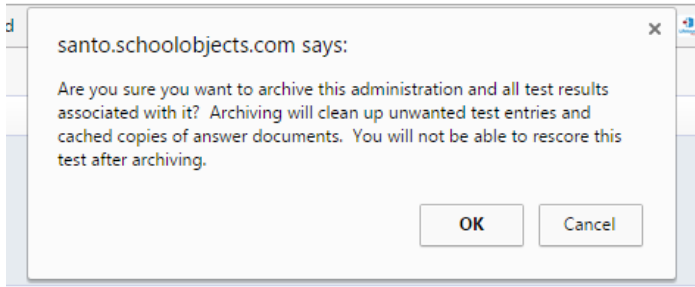 d
santo.schoolobjects.com says:
Are you sure you want to archive this administration and all test results
associated with it?  Archiving will clean up unwanted test entries and
cached copies of answer documents.  You will not be able to rescore this
test after archiving.
OK Cancel